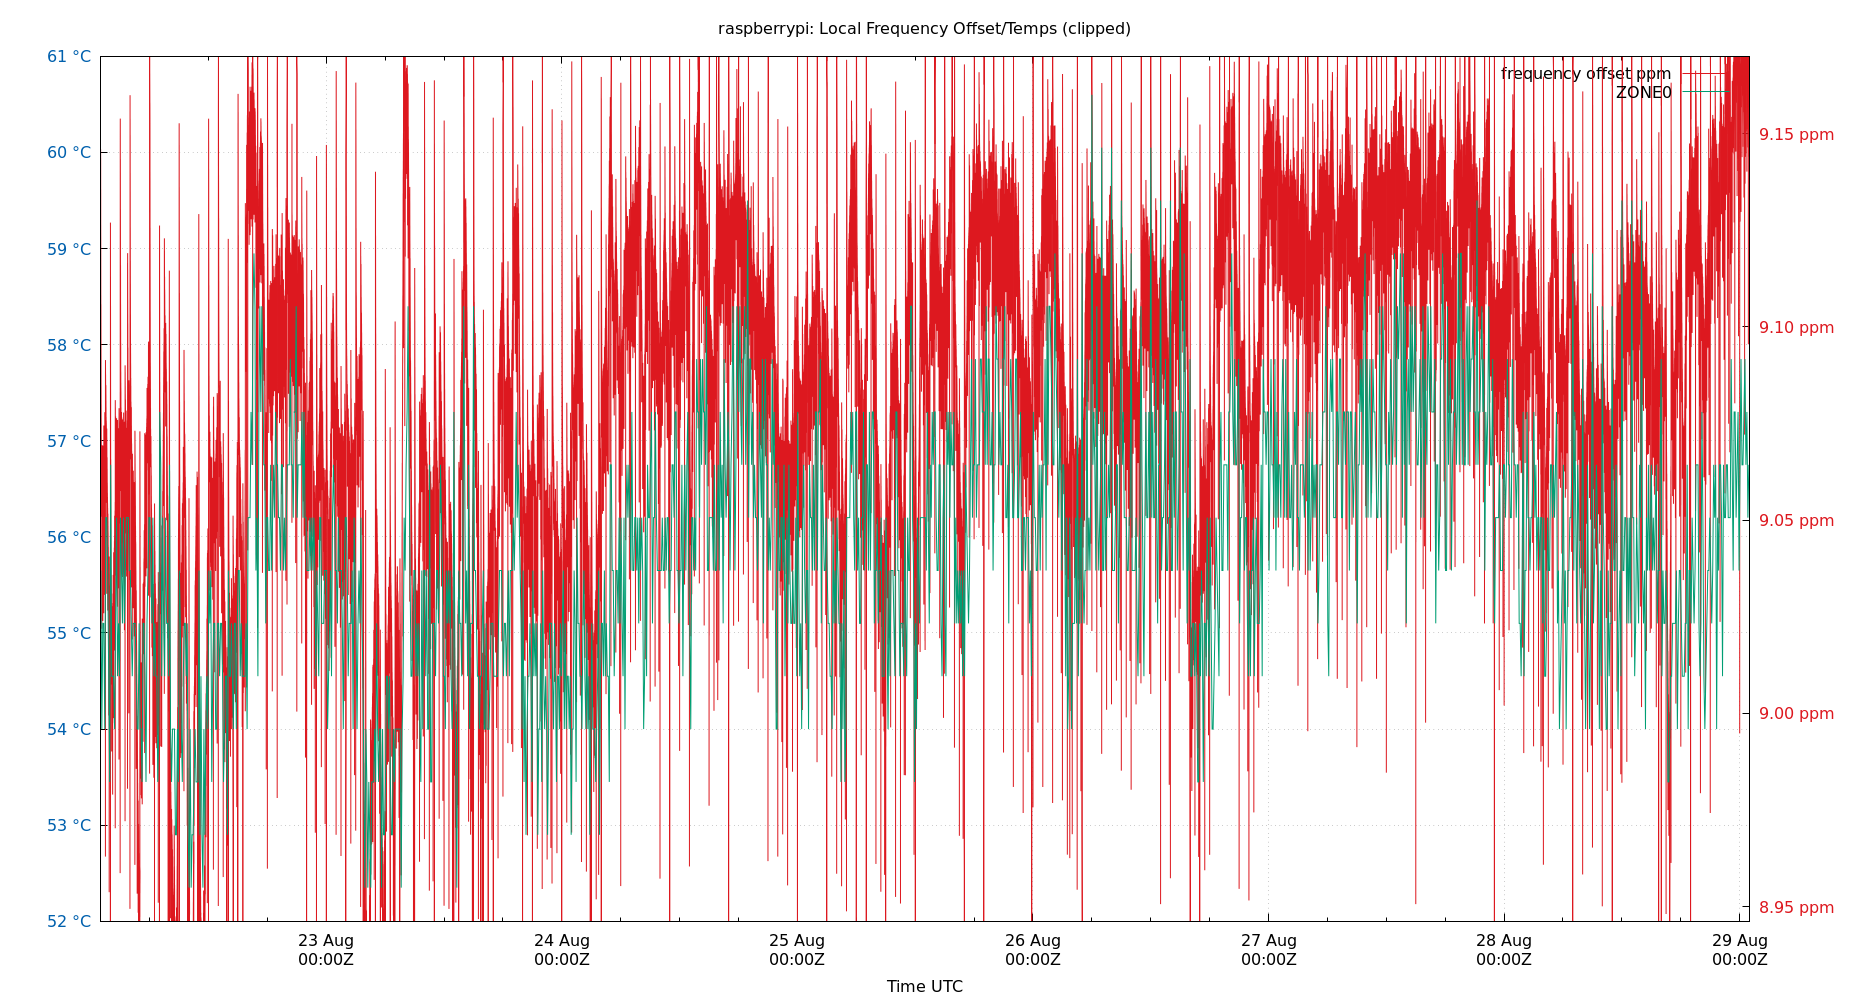 raspberrypi: Local Frequency Offset/Temps (clipped)
61 °C
60 °C
59 °C
58 °C
57 °C
56 °C
55 °C
54 °C
53 °C
52 °C
frequency offset ppm
ZONE0
9.15 ppm
9.10 ppm
9.05 ppm
9.00 ppm
8.95 ppm
23 Aug
00:00Z
24 Aug
00:00Z
25 Aug
00:00Z
26 Aug
00:00Z
27 Aug
00:00Z
28 Aug
00:00Z
29 Aug
00:00Z
Time UTC